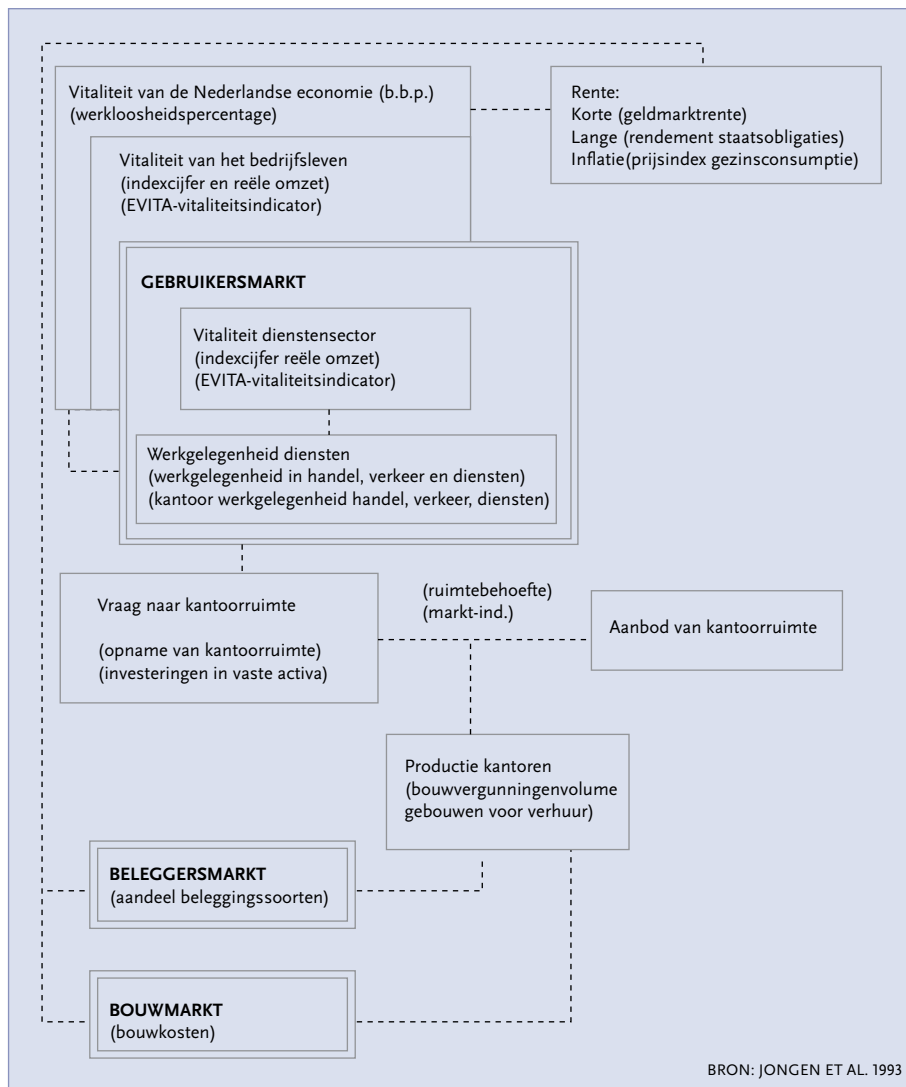 Vitaliteit van de Nederlandse economie (b.b.p.)
(werkloosheidspercentage)
Rente:
Korte (geldmarktrente)
Lange (rendement staatsobligaties)
Inflatie(prijsindex gezinsconsumptie)
Vitaliteit van het bedrijfsleven
(indexcijfer en reële omzet)
(EVITA-vitaliteitsindicator)
GEBRUIKERSMARKT
Vitaliteit dienstensector
(indexcijfer reële omzet)
(EVITA-vitaliteitsindicator)
Werkgelegenheid diensten
(werkgelegenheid in handel, verkeer en diensten)
(kantoor werkgelegenheid handel, verkeer, diensten)
Vraag naar kantoorruimte
(opname van kantoorruimte)
(investeringen in vaste activa)
(ruimtebehoefte)
(markt-ind.)
Aanbod van kantoorruimte
Productie kantoren
(bouwvergunningenvolume
gebouwen voor verhuur)
BELEGGERSMARKT
(aandeel beleggingssoorten)
BOUWMARKT
(bouwkosten)
BRON: JONGEN ET AL. 1993